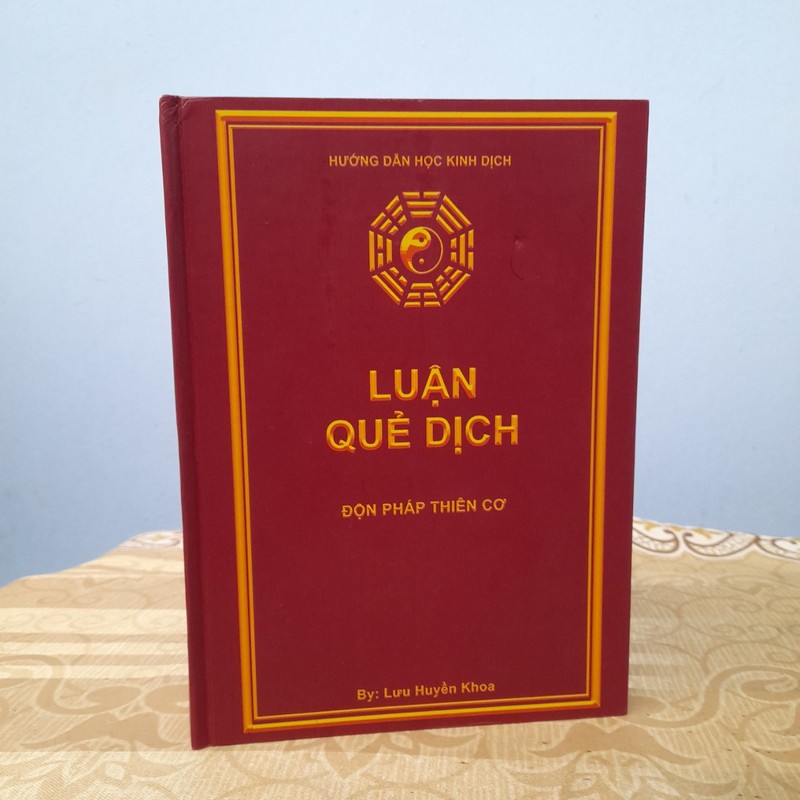 HƯỚNG DẪN HỌC KINH DỊCH
LUẬN
QUẺ DỊCH
ĐỘN PHÁP THIÊN CƠ
By: Lưu Huyền Khoa